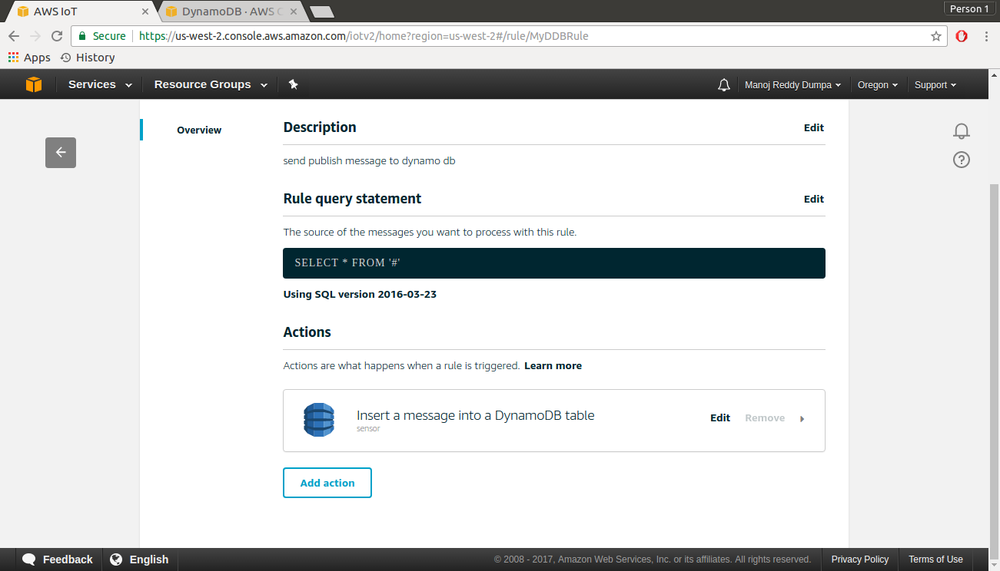 AWS IoT
DynamoDB · AWS C
Person 1
Secure
https://us-west-2.console.aws.amazon.com/iotv2/home?region=us-west-2#/rule/MyDDBRule
Apps
History
Services
Resource Groups
Manoj Reddy Dumpa
Oregon
Support
Overview
Description
Edit
send publish message to dynamo db
Rule query statement
Edit
The source of the messages you want to process with this rule.
SELECT * FROM '#'
Using SQL version 2016-03-23
Actions
Actions are what happens when a rule is triggered. Learn more
Insert a message into a DynamoDB table
sensor
Edit
Remove
Add action
Feedback
English
© 2008 - 2017, Amazon Web Services, Inc. or its affiliates. All rights reserved.
Privacy Policy
Terms of Use